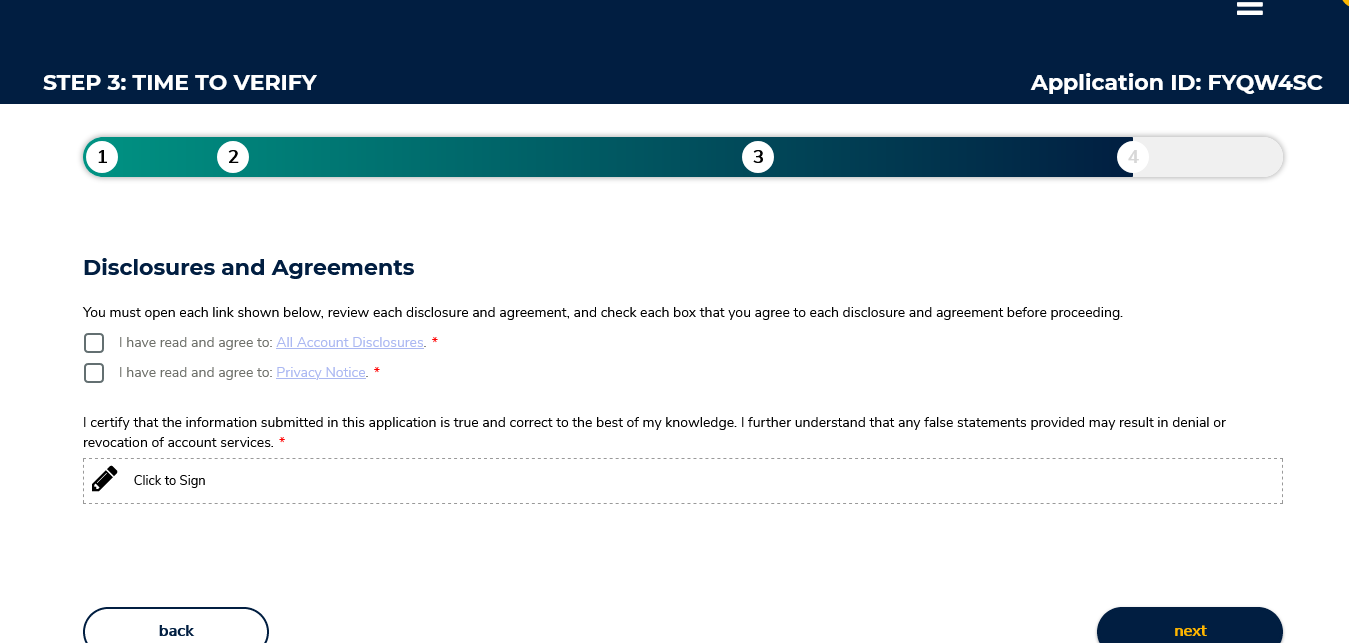 STEP 3: TIME TO VERIFY
Application ID: FYQW4SC
1 2 3 4
Disclosures and Agreements
You must open each link shown below, review each disclosure and agreement, and check each box that you agree to each disclosure and agreement before proceeding.
I have read and agree to: All Account Disclosures. *
I have read and agree to: Privacy Notice. *
I certify that the information submitted in this application is true and correct to the best of my knowledge. I further understand that any false statements provided may result in denial or
revocation of account services. *
Click to Sign
back
next